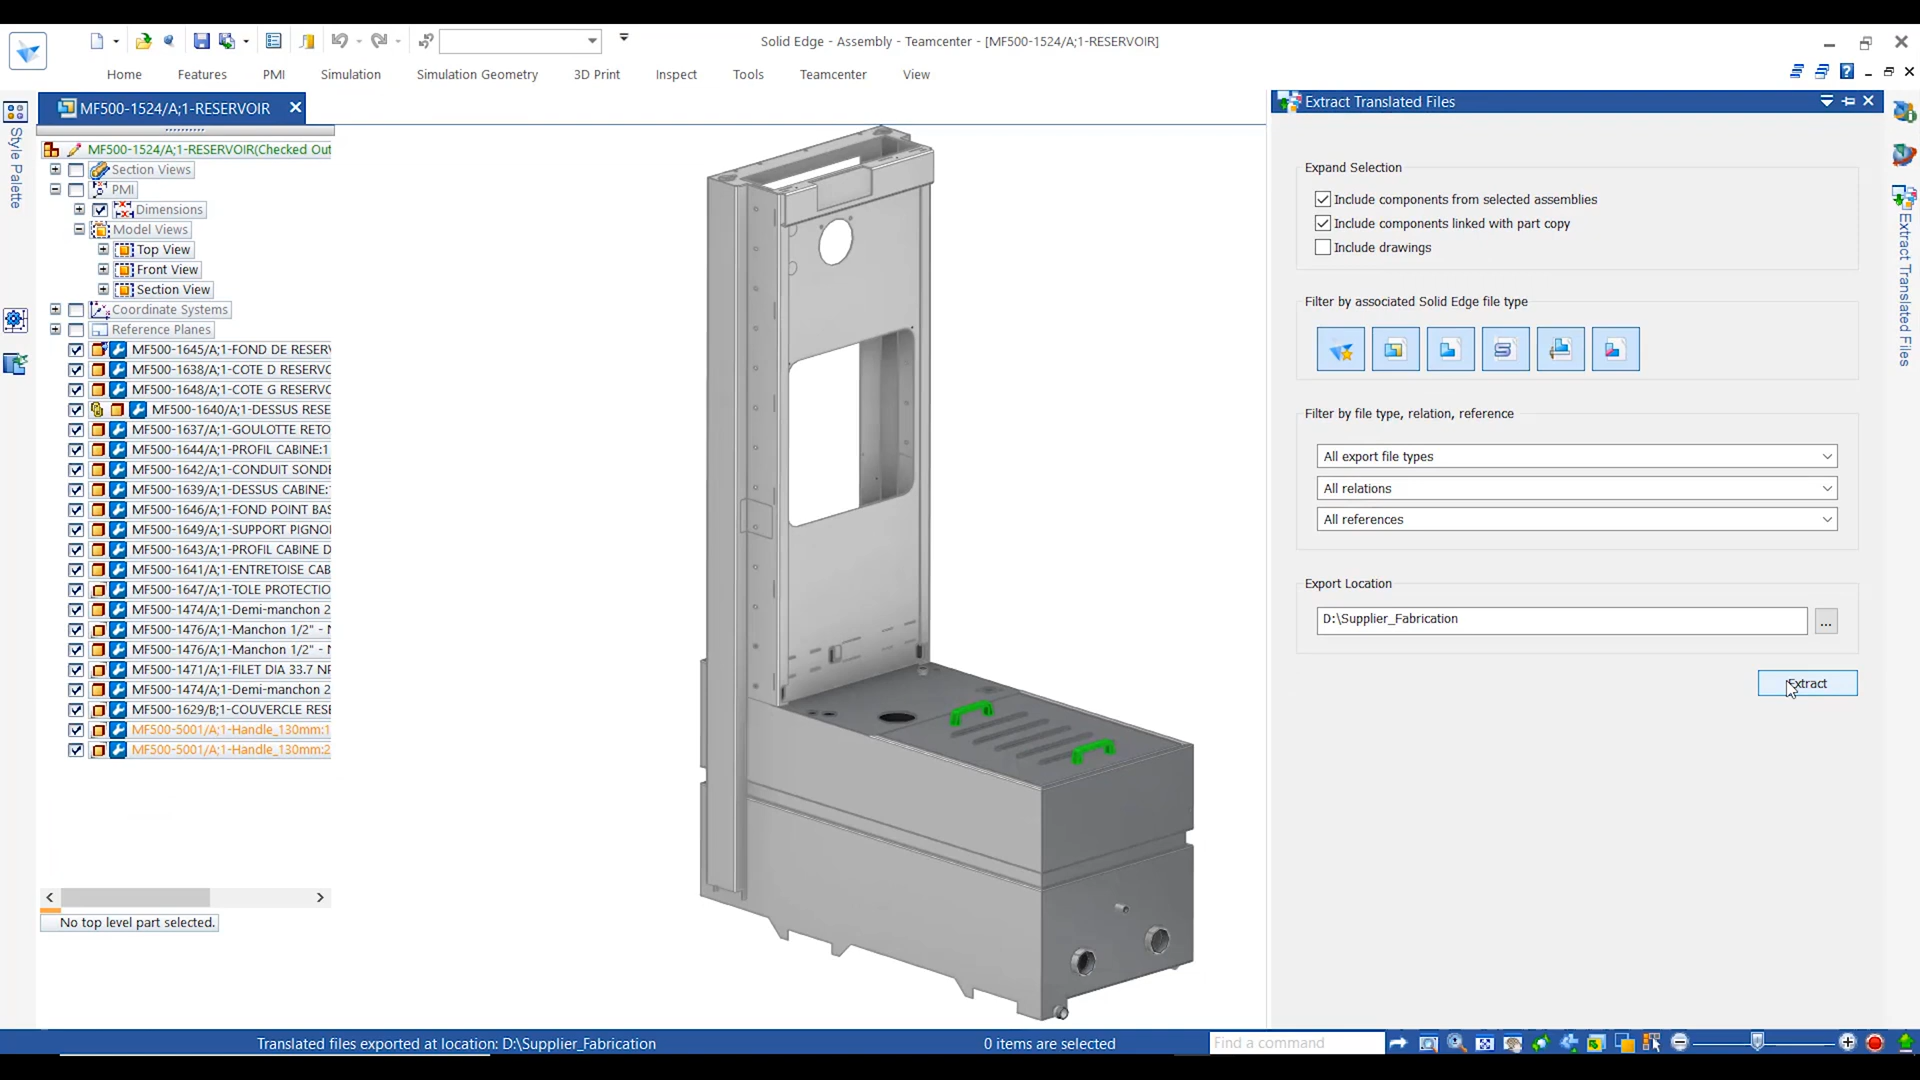 Solid Edge - Assembly - Teamcenter - [MF500-1524/A;1-RESERVOIR]
Home Features PMI Simulation Simulation Geometry 3D Print Inspect Tools Teamcenter View
MF500-1524/A;1-RESERVOIR
Style Palette
MF500-1524/A;1-RESERVOIR(Checked Out
Section Views
PMI
Dimensions
Model Views
Top View
Front View
Section View
Coordinate Systems
Reference Planes
MF500-1645/A;1-FOND DE RESERV
MF500-1638/A;1-COTE D RESERVO
MF500-1648/A;1-COTE G RESERVO
MF500-1640/A;1-DESSUS RESE
MF500-1637/A;1-GOULOTTE RETO
MF500-1644/A;1-PROFIL CABINE:1
MF500-1642/A;1-CONDUIT SONDE
MF500-1639/A;1-DESSUS CABINE:
MF500-1646/A;1-FOND POINT BAS
MF500-1649/A;1-SUPPORT PIGNO
MF500-1643/A;1-PROFIL CABINE D
MF500-1641/A;1-ENTRETOISE CAB
MF500-1647/A;1-TOLE PROTECTIO
MF500-1474/A;1-Demi-manchon 2
MF500-1476/A;1-Manchon 1/2" - N
MF500-1476/A;1-Manchon 1/2" - N
MF500-1471/A;1-FILET DIA 33.7 NP
MF500-1474/A;1-Demi-manchon 2
MF500-1629/B;1-COUVERCLE RESE
MF500-5001/A;1-Handle_130mm:1
MF500-5001/A;1-Handle_130mm:2
No top level part selected.
Extract Translated Files
Expand Selection
Include components from selected assemblies
Include components linked with part copy
Include drawings
Filter by associated Solid Edge file type
Filter by file type, relation, reference
All export file types
All relations
All references
Export Location
D:\Supplier_Fabrication
...
Extract
Extract Translated Files
Translated files exported at location: D:\Supplier_Fabrication
0 items are selected
Find a command